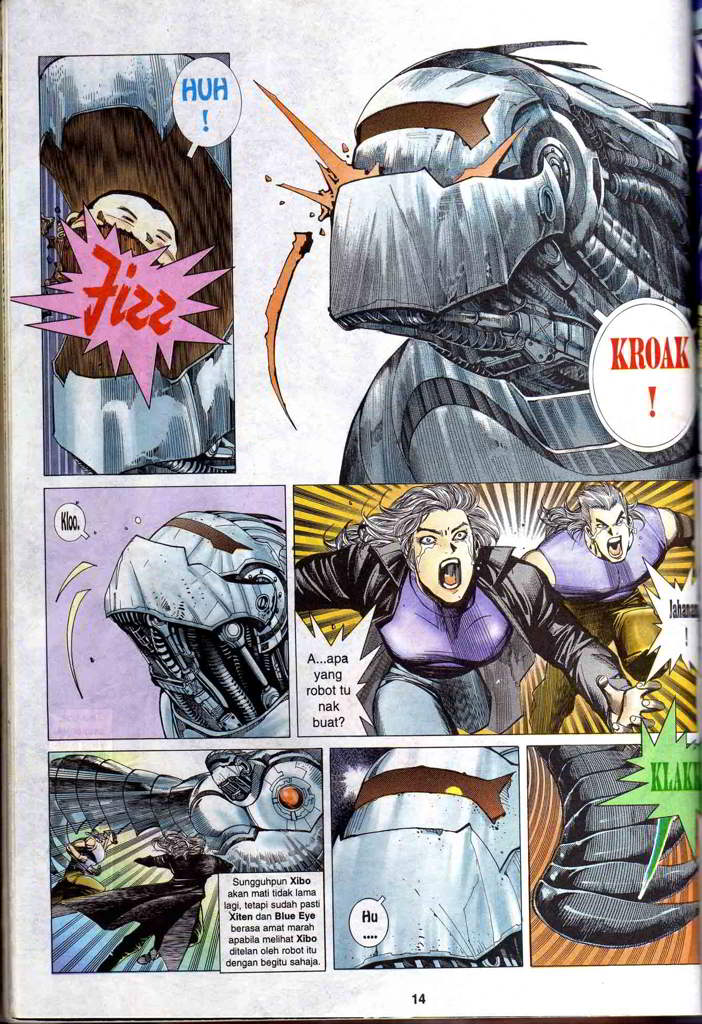 HUH
!
Jizz
KROAK
!
Kloo..
A...apa
yang
robot tu
nak
buat?
Jahanam
!
Sungguhpun Xibo
akan mati tidak lama
lagi, tetapi sudah pasti
Xiten dan Blue Eye
berasa amat marah
apabila melihat Xibo
ditelan oleh robot itu
dengan begitu sahaja.
Hu
....
KLAKK
14